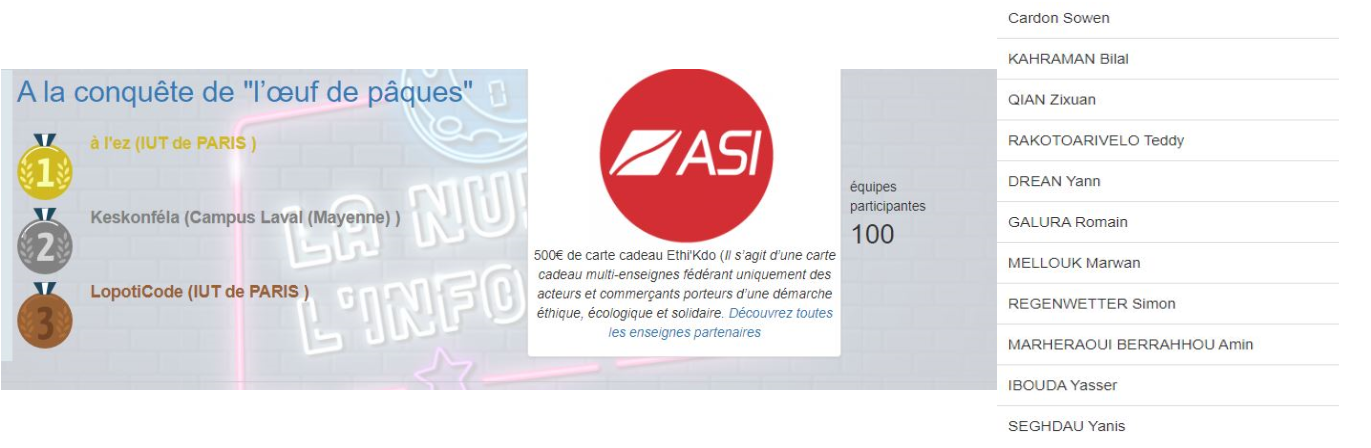 A la conquête de "l’œuf de pâques"
1
à l'ez (IUT de PARIS )
2
Keskonféla (Campus Laval (Mayenne) )
3
LopotiCode (IUT de PARIS )
LA NUI
L'INFO
ASI
500€ de carte cadeau Ethi'Kdo (Il s’agit d’une carte
cadeau multi-enseignes fédérant uniquement des
acteurs et commerçants porteurs d’une démarche
éthique, écologique et solidaire. Découvrez toutes
les enseignes partenaires
équipes
participantes
100
Cardon Sowen
KAHRAMAN Bilal
QIAN Zixuan
RAKOTOARIVELO Teddy
DREAN Yann
GALURA Romain
MELLOUK Marwan
REGENWETTER Simon
MARHERAOUI BERRAHHOU Amin
IBOUDA Yasser
SEGHDAU Yanis